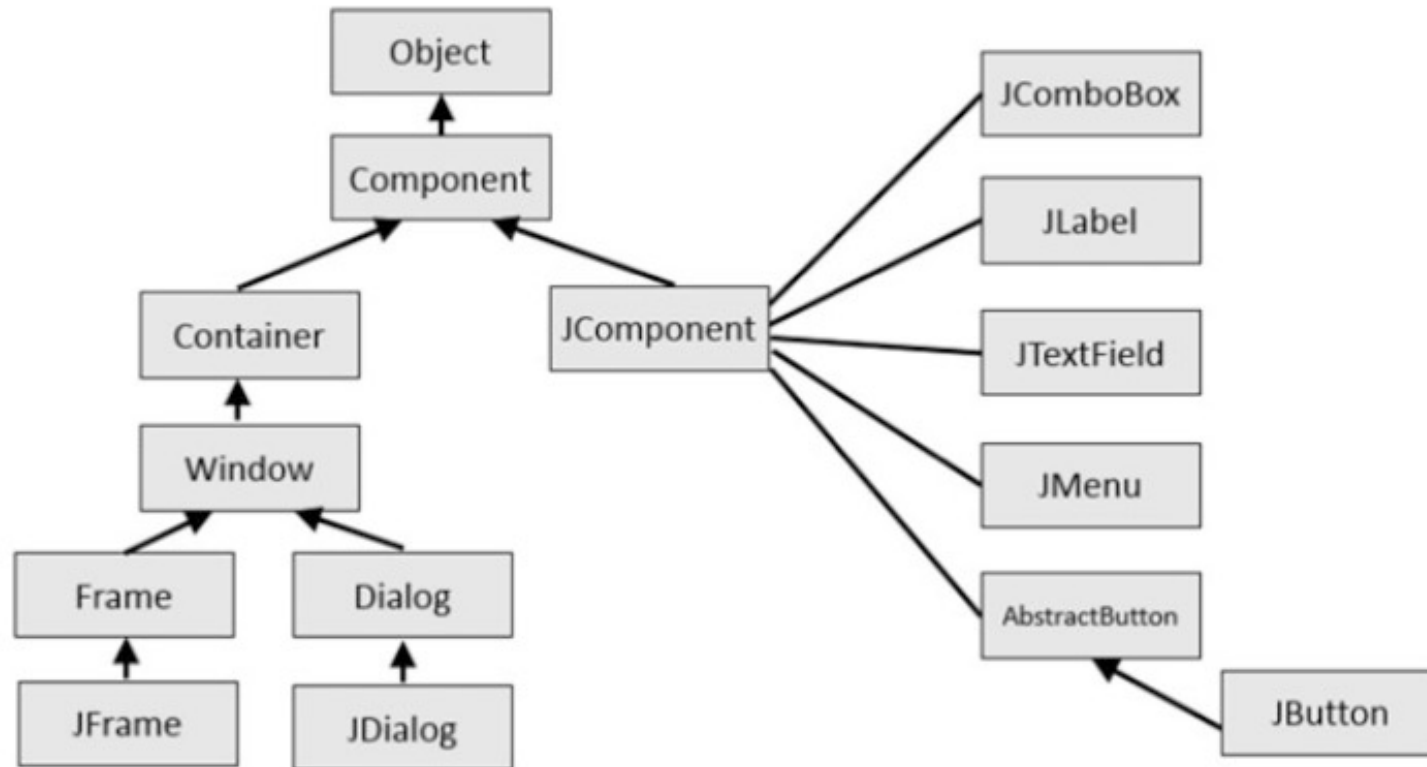 Object
JComboBox
Component
JLabel
Container
JComponent
JTextField
Window
JMenu
Frame
Dialog
AbstractButton
JFrame
JDialog
JButton